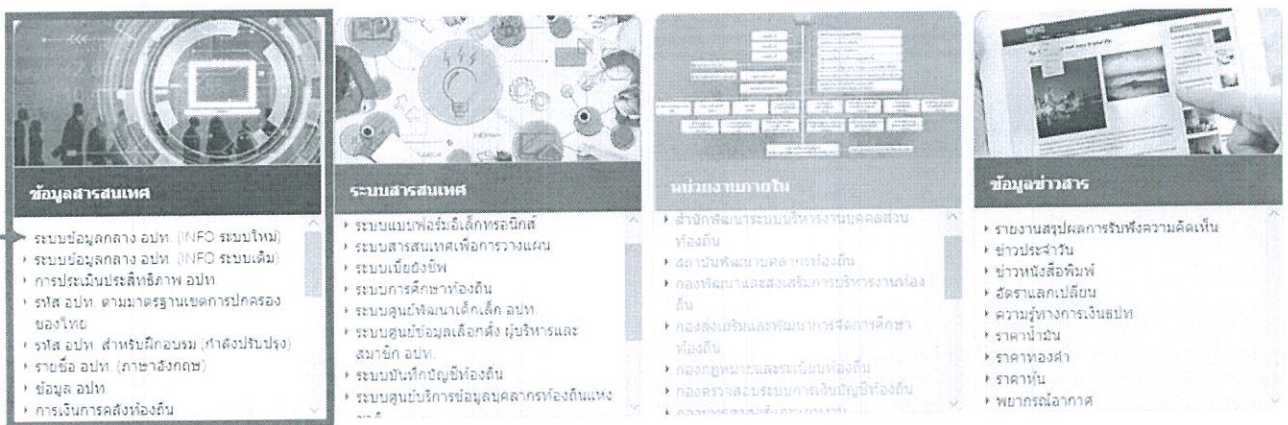 ข้อมูลสารสนเทศ
ระบบข้อมูลกลาง อปท. (INFO ระบบใหม่)
ระบบข้อมูลกลาง อปท. (INFO ระบบเดิม)
การประเมินประสิทธิภาพ อปท.
รหัส อปท. ตามมาตรฐานเขตการปกครอง
ของไทย
รหัส อปท. สำหรับฝึกอบรม (กำลังปรับปรุง)
รายชื่อ อปท. (ภาษาอังกฤษ)
ข้อมูล อปท.
การเงินการคลังท้องถิ่น
ระบบสารสนเทศ
ระบบแบบฟอร์มอิเล็กทรอนิกส์
ระบบสารสนเทศเพื่อการวางแผน
ระบบเบี้ยยังชีพ
ระบบการศึกษาท้องถิ่น
ระบบศูนย์พัฒนาเด็กเล็ก อปท.
ระบบศูนย์ข้อมูลเลือกตั้ง ผู้บริหารและ
สมาชิก อปท.
ระบบบันทึกบัญชีท้องถิ่น
ระบบศูนย์บริการข้อมูลบุคลากรท้องถิ่นแห่ง
หน่วยงานภายใน
สำนักพัฒนาระบบบริหารงานบุคคลส่วน
ท้องถิ่น
สถาบันพัฒนาบุคลากรท้องถิ่น
กองพัฒนาและส่งเสริมการบริหารงานท้อง
ถิ่น
กองส่งเสริมและพัฒนาการจัดการศึกษา
ท้องถิ่น
กองกฎหมายและระเบียบท้องถิ่น
กองตรวจสอบระบบการเงินบัญชีท้องถิ่น
ข้อมูลข่าวสาร
รายงานสรุปผลการรับฟังความคิดเห็น
ข่าวประจำวัน
ข่าวหนังสือพิมพ์
อัตราแลกเปลี่ยน
ความรู้ทางการเงินธปท.
ราคาน้ำมัน
ราคาทองคำ
ราคาหุ้น
พยากรณ์อากาศ